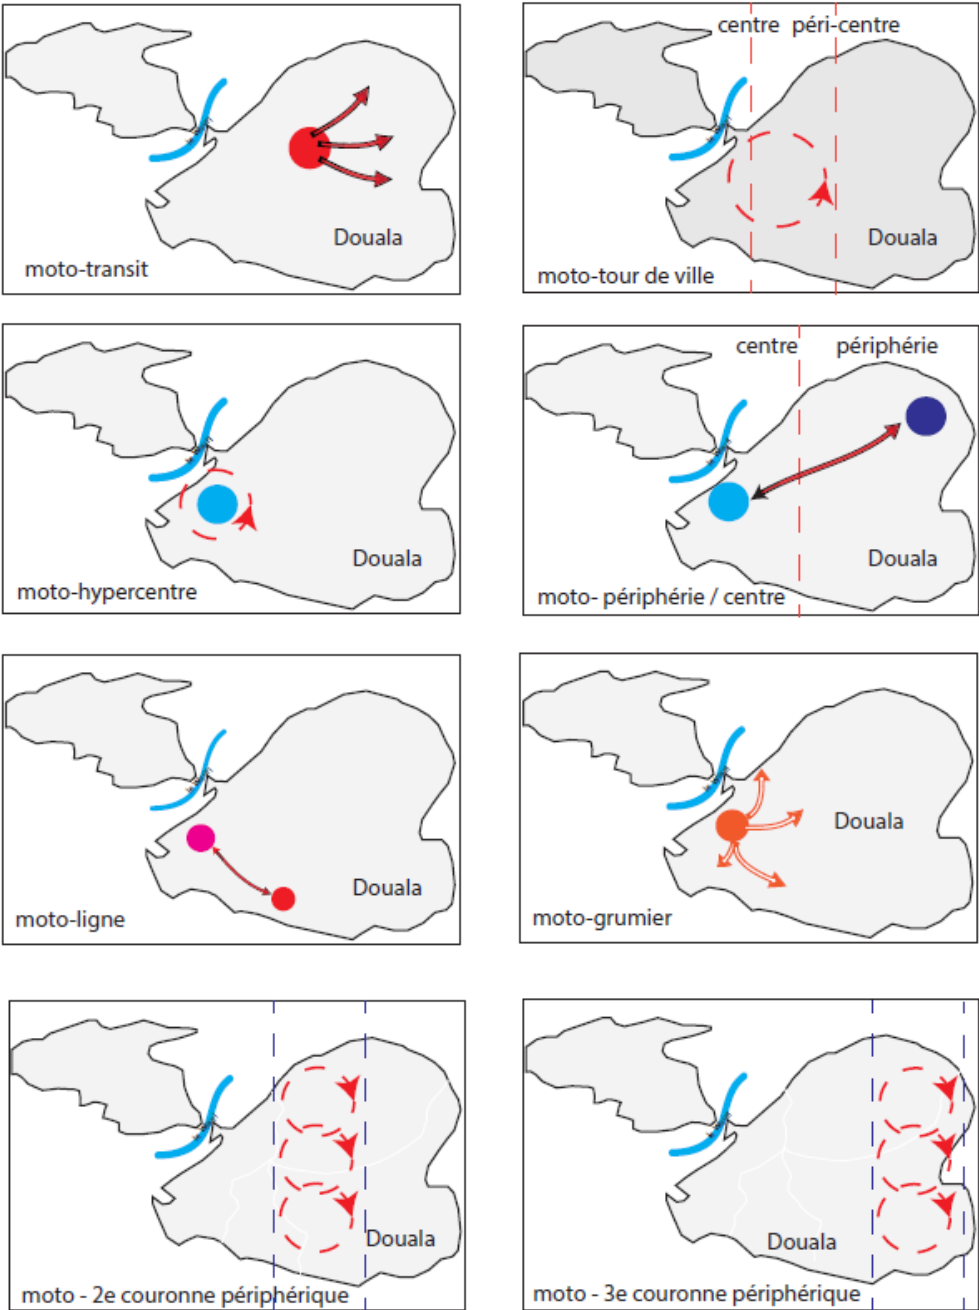 Douala
moto-transit
centre péri-centre
Douala
moto-tour de ville
Douala
moto-hypercentre
centre périphérie
Douala
moto- périphérie / centre
Douala
moto-ligne
Douala
moto-grumier
Douala
moto - 2e couronne périphérique
Douala
moto - 3e couronne périphérique